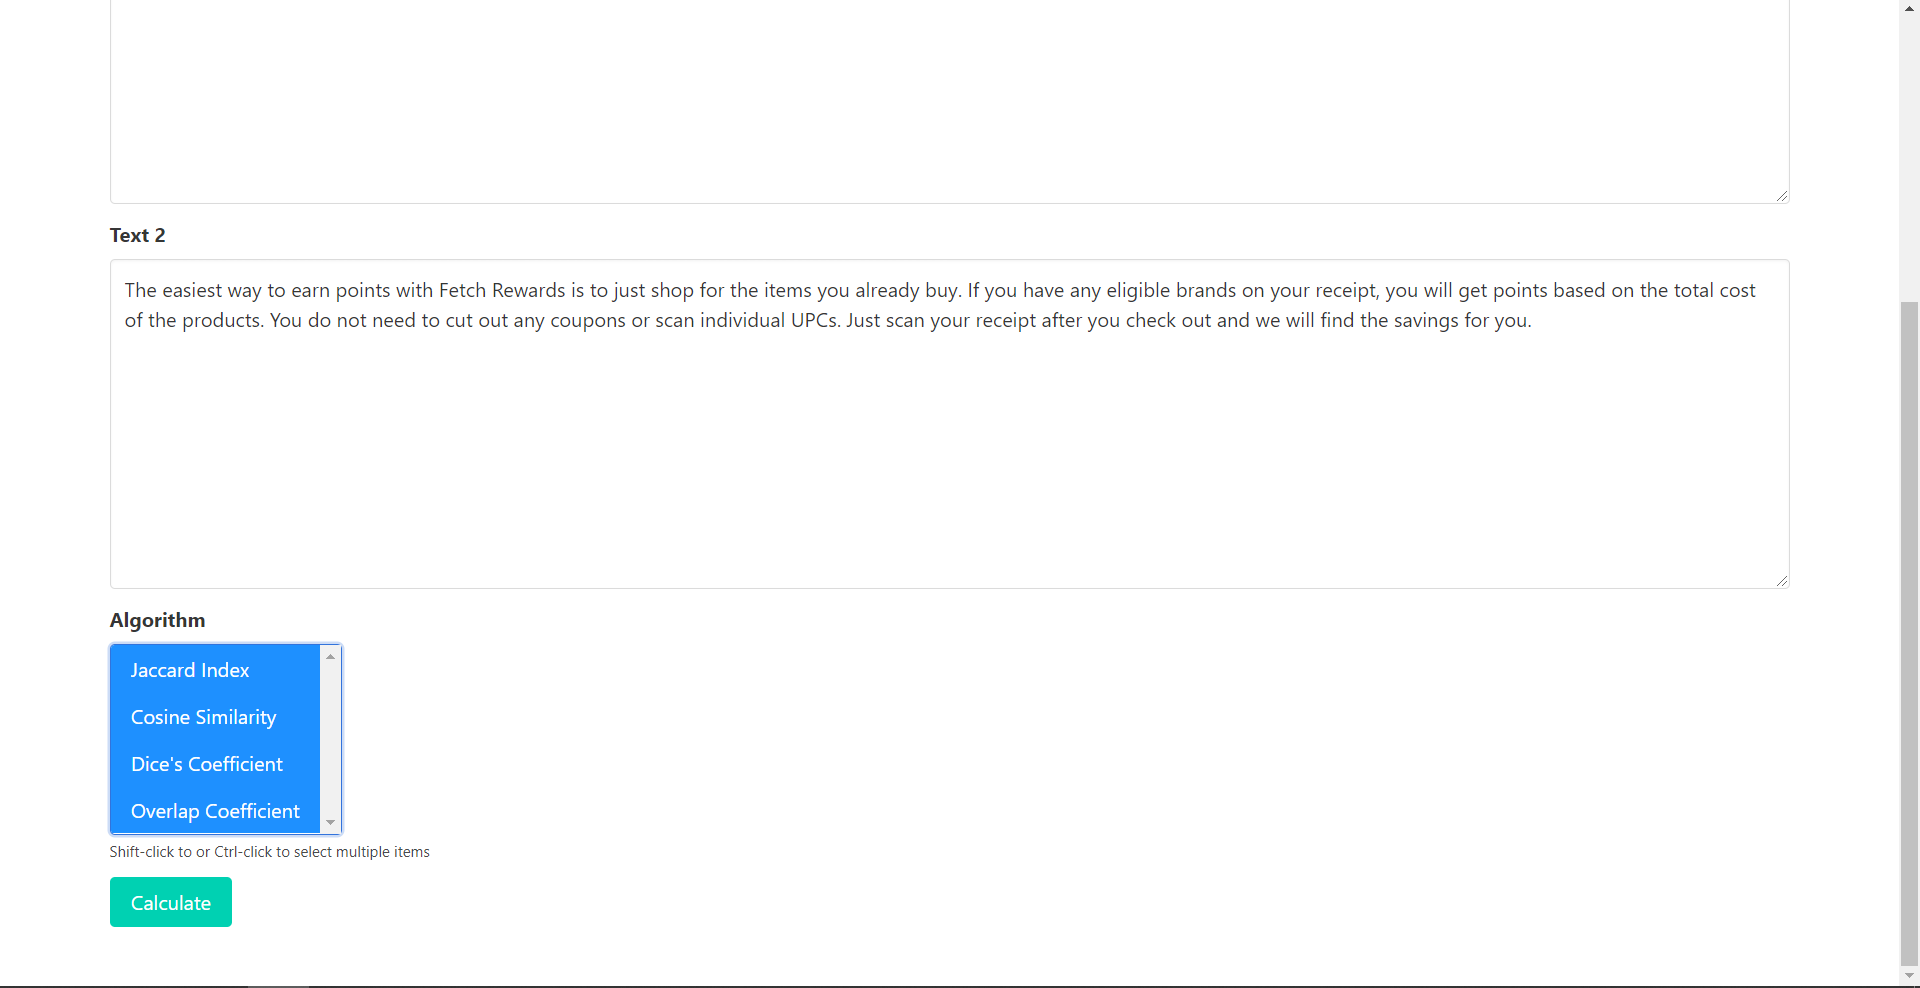 Text 2
The easiest way to earn points with Fetch Rewards is to just shop for the items you already buy. If you have any eligible brands on your receipt, you will get points based on the total cost
of the products. You do not need to cut out any coupons or scan individual UPCs. Just scan your receipt after you check out and we will find the savings for you.
Algorithm
Jaccard Index
Cosine Similarity
Dice's Coefficient
Overlap Coefficient
Shift-click to or Ctrl-click to select multiple items
Calculate